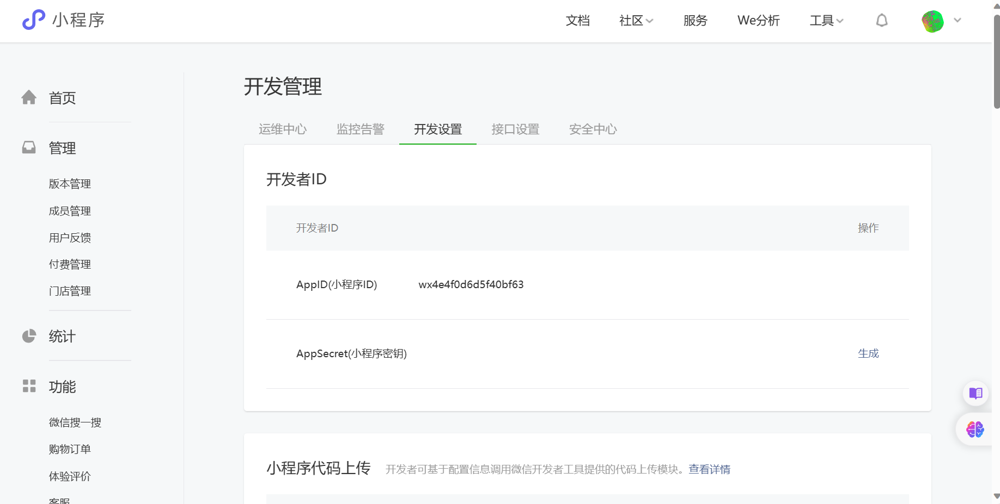 小程序
文档
社区
服务
We分析
工具
首页
管理
版本管理
成员管理
用户反馈
付费管理
门店管理
统计
功能
微信搜一搜
购物订单
体验评价
客服
开发管理
运维中心
监控告警
开发设置
接口设置
安全中心
开发者ID
开发者ID 操作
AppID(小程序ID) wx4e4f0d6d5f40bf63
AppSecret(小程序密钥) 生成
小程序代码上传 开发者可基于配置信息调用微信开发者工具提供的代码上传模块。查看详情